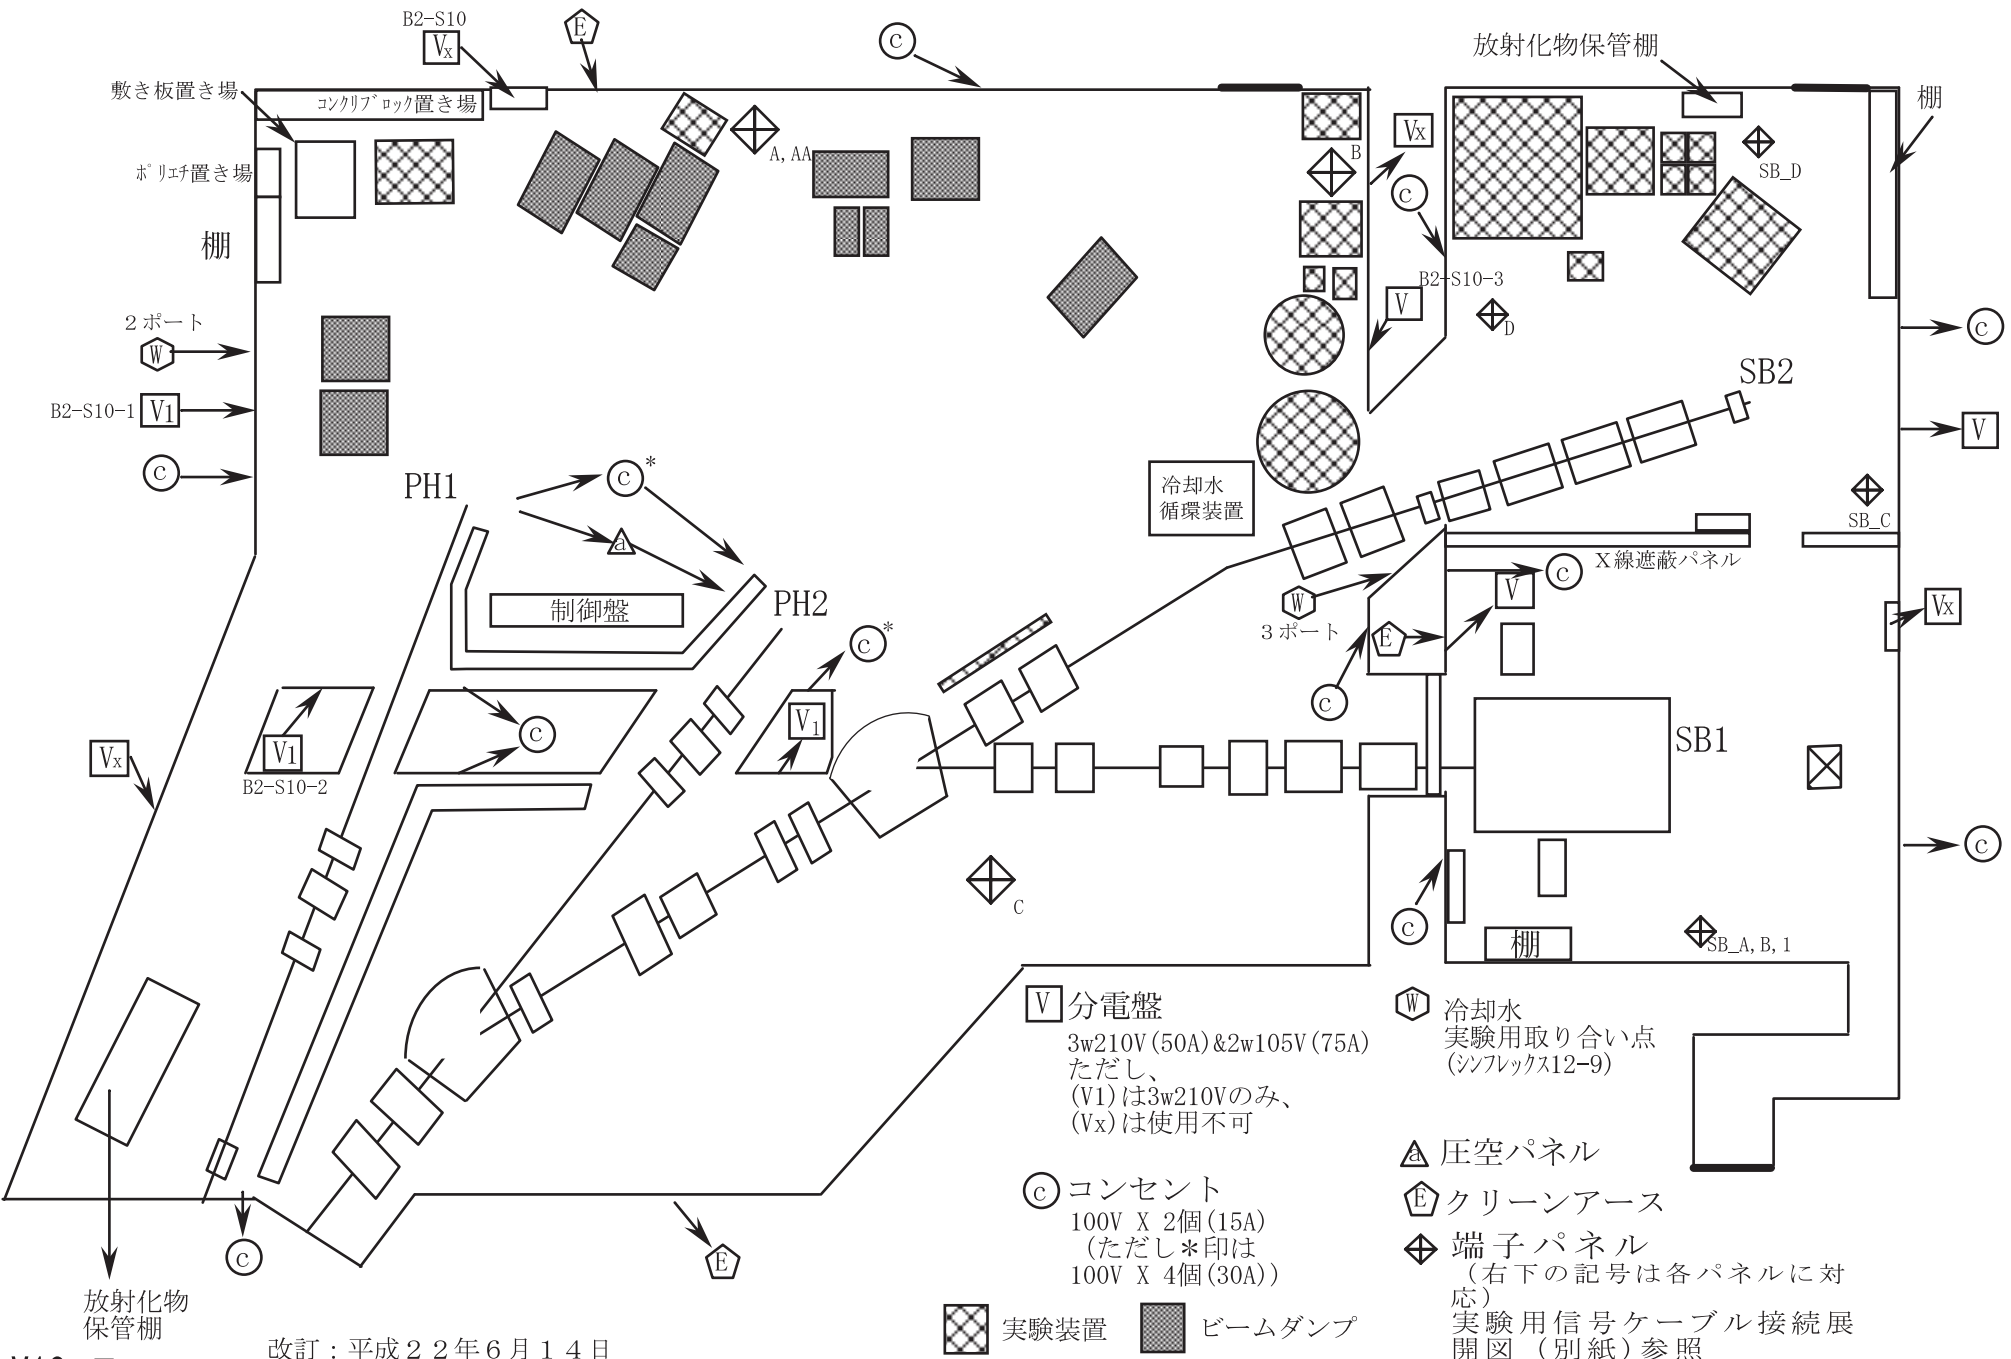 B2-S10
Vx
E
c
放射化物保管棚
敷き板置き場
コンクリブロック置き場
棚
A, AA
B
Vx
SB_D
ポリエチ置き場
c
棚
B2-S10-3
V
D
c
２ポート
W
SB2
B2-S10-1
V1
V
c
PH1
c
*
冷却水
循環装置
SB_C
a
X線遮蔽パネル
c
V
制御盤
PH2
W
Vx
３ポート
E
c
*
c
V1
c
SB1
V1
Vx
B2-S10-2
c
C
c
棚
SB_A, B, 1
V 分電盤
3w210V(50A)&2w105V(75A)
ただし、
(V1)は3w210Vのみ、
(Vx)は使用不可
W 冷却水
実験用取り合い点
(シンフレックス12-9)
a 圧空パネル
c コンセント
100V X 2個(15A)
(ただし＊印は
100V X 4個(30A))
E クリーンアース
端子パネル
（右下の記号は各パネルに対
応）
実験用信号ケーブル接続展
開図（別紙）参照
c
E
放射化物
保管棚
実験装置
ビームダンプ
改訂：平成２２年６月１４日